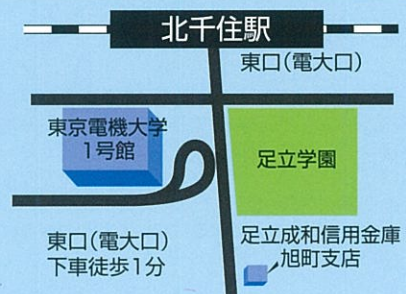 北千住駅
東口(電大口)
東京電機大学
1号館
足立学園
東口(電大口)
下車徒歩1分
足立成和信用金庫
旭町支店